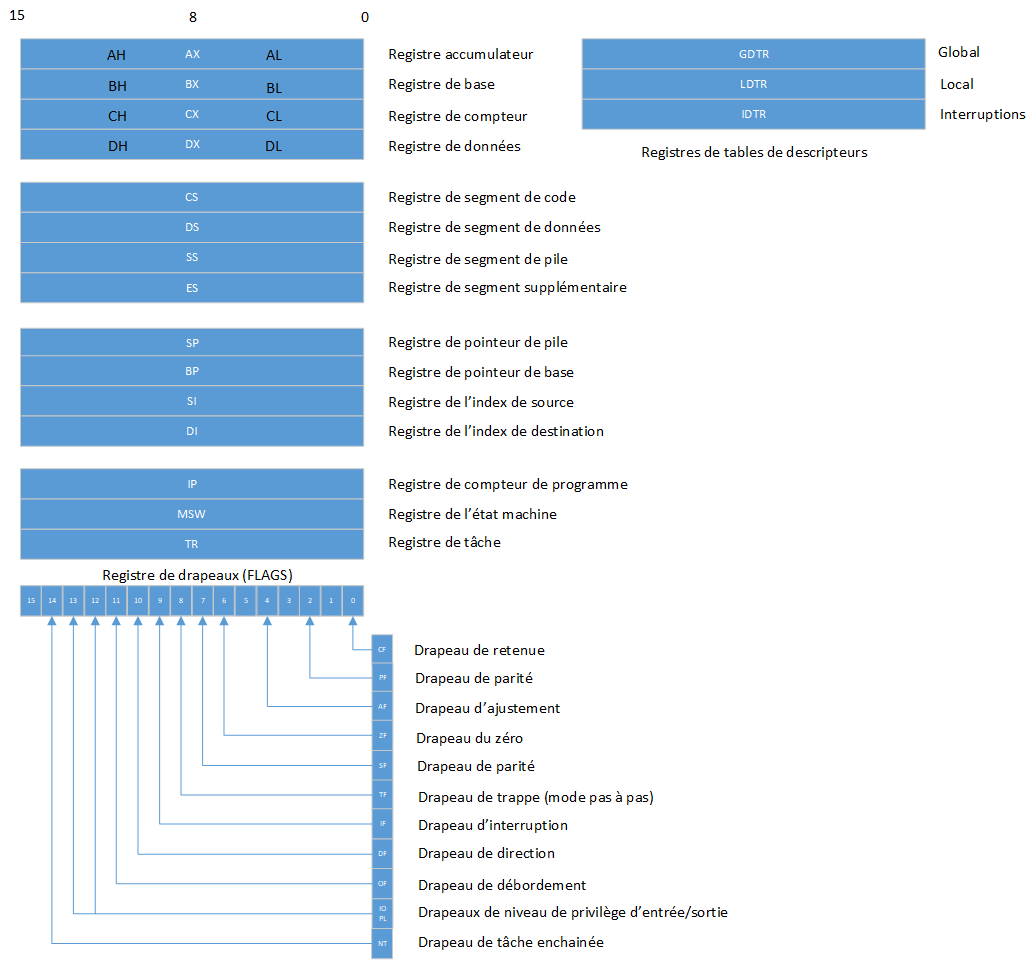 15 8 0
AH AX AL Registre accumulateur
BH BX BL Registre de base
CH CX CL Registre de compteur
DH DX DL Registre de données
GDTR Global
LDTR Local
IDTR Interruptions
Registres de tables de descripteurs
CS Registre de segment de code
DS Registre de segment de données
SS Registre de segment de pile
ES Registre de segment supplémentaire
SP Registre de pointeur de pile
BP Registre de pointeur de base
SI Registre de l’index de source
DI Registre de l’index de destination
IP Registre de compteur de programme
MSW Registre de l’état machine
TR Registre de tâche
Registre de drapeaux (FLAGS)
15 14 13 12 11 10 9 8 7 6 5 4 3 2 1 0
CF Drapeau de retenue
PF Drapeau de parité
AF Drapeau d’ajustement
ZF Drapeau du zéro
SF Drapeau de parité
TF Drapeau de trappe (mode pas à pas)
IF Drapeau d’interruption
DF Drapeau de direction
OF Drapeau de débordement
IO
PL Drapeaux de niveau de privilège d’entrée/sortie
NT Drapeau de tâche enchainée